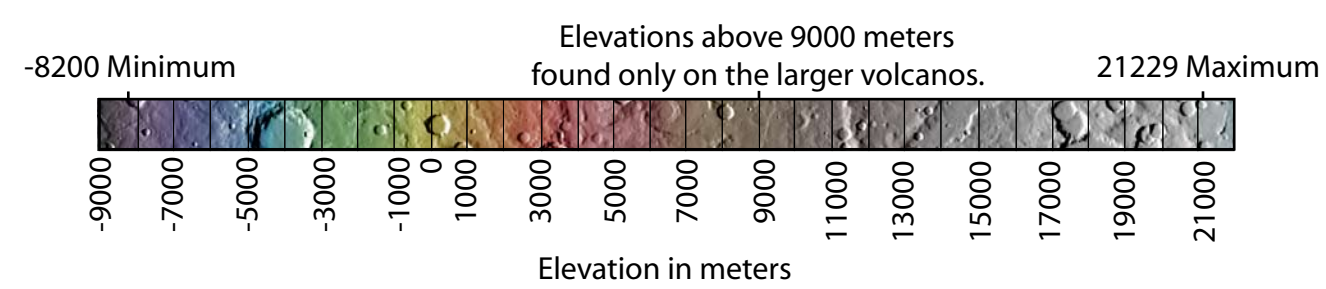 Elevations above 9000 meters
found only on the larger volcanos.
-8200 Minimum
21229 Maximum
-9000 -7000 -5000 -3000 -1000 0 1000 3000 5000 7000 9000 11000 13000 15000 17000 19000 21000
Elevation in meters